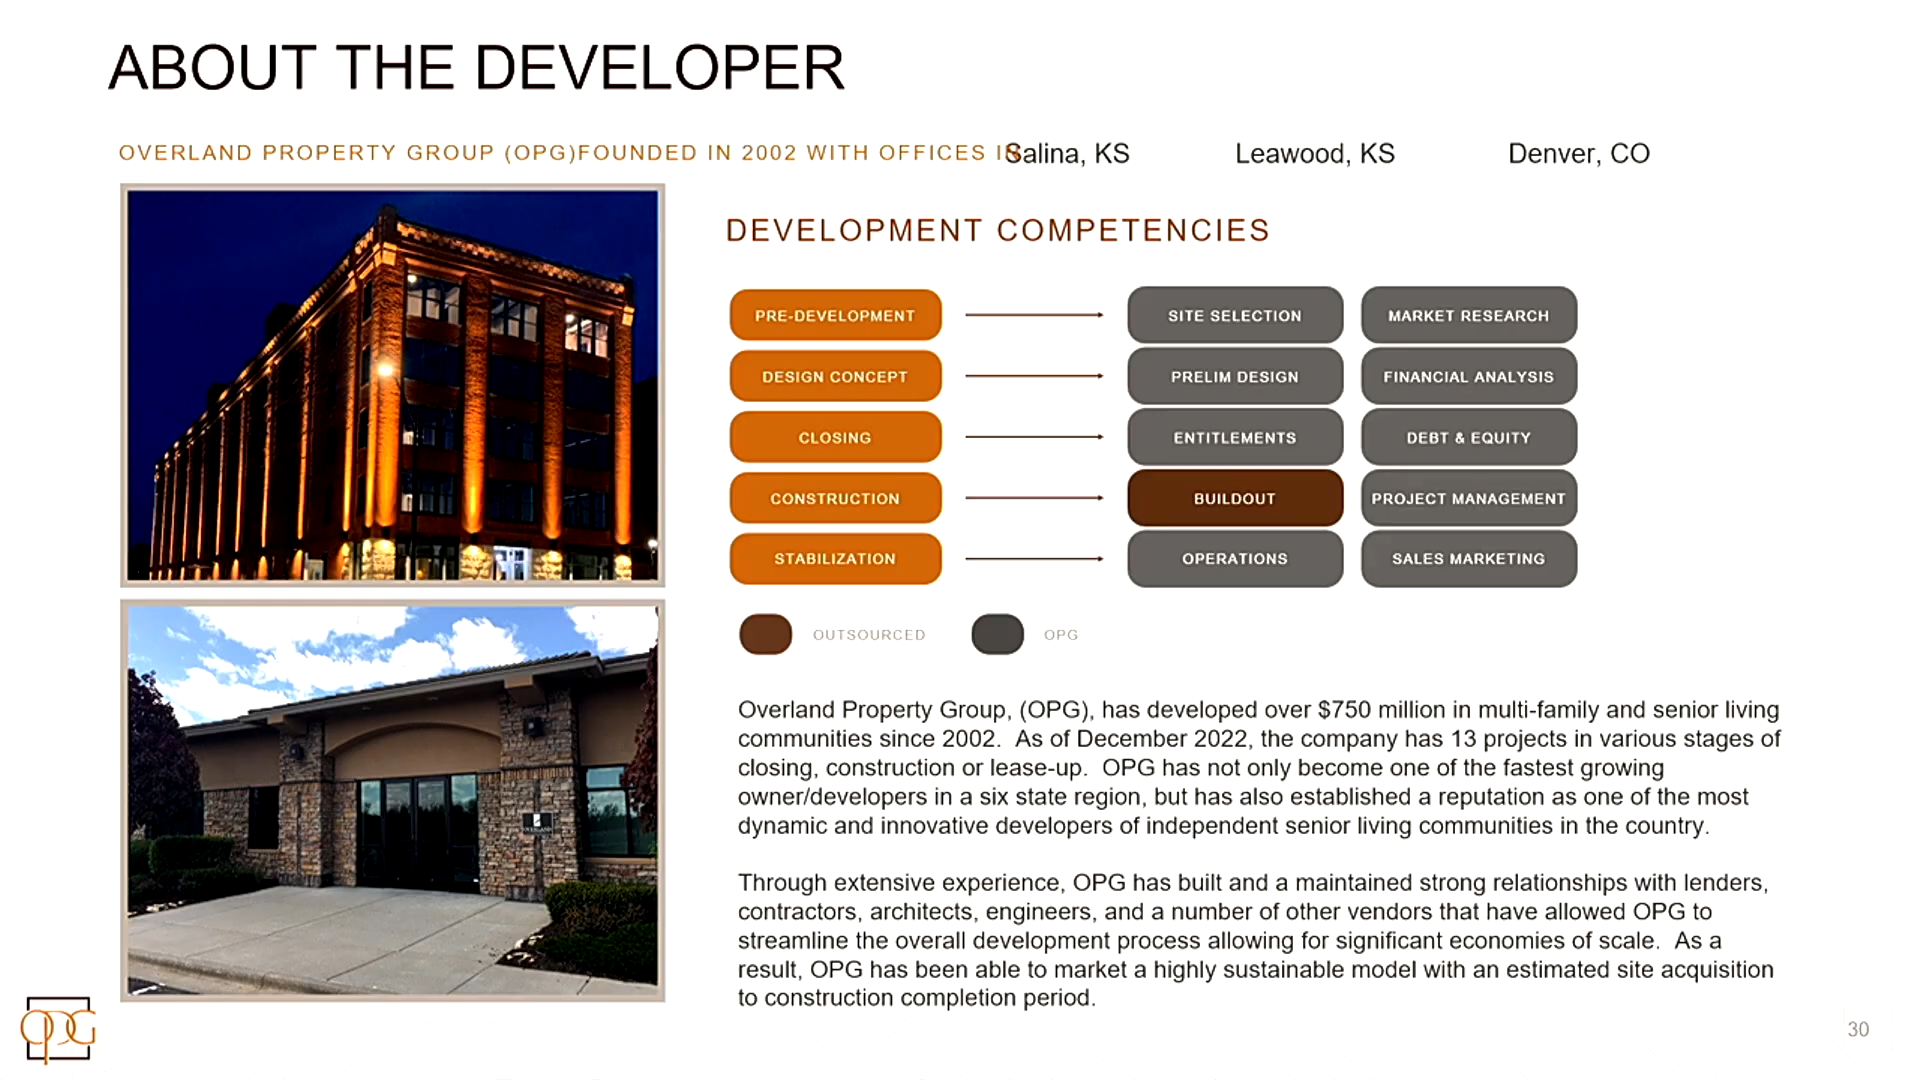 ABOUT THE DEVELOPER
OVERLAND PROPERTY GROUP (OPG)FOUNDED IN 2002 WITH OFFICES IN Salina, KS Leawood, KS Denver, CO
DEVELOPMENT COMPETENCIES
PRE-DEVELOPMENT SITE SELECTION MARKET RESEARCH
DESIGN CONCEPT PRELIM DESIGN FINANCIAL ANALYSIS
CLOSING ENTITLEMENTS DEBT & EQUITY
CONSTRUCTION BUILDOUT PROJECT MANAGEMENT
STABILIZATION OPERATIONS SALES MARKETING
OUTSOURCED OPG
Overland Property Group, (OPG), has developed over $750 million in multi-family and senior living
communities since 2002. As of December 2022, the company has 13 projects in various stages of
closing, construction or lease-up. OPG has not only become one of the fastest growing
owner/developers in a six state region, but has also established a reputation as one of the most
dynamic and innovative developers of independent senior living communities in the country.
Through extensive experience, OPG has built and a maintained strong relationships with lenders,
contractors, architects, engineers, and a number of other vendors that have allowed OPG to
streamline the overall development process allowing for significant economies of scale. As a
result, OPG has been able to market a highly sustainable model with an estimated site acquisition
to construction completion period.
OPG
30